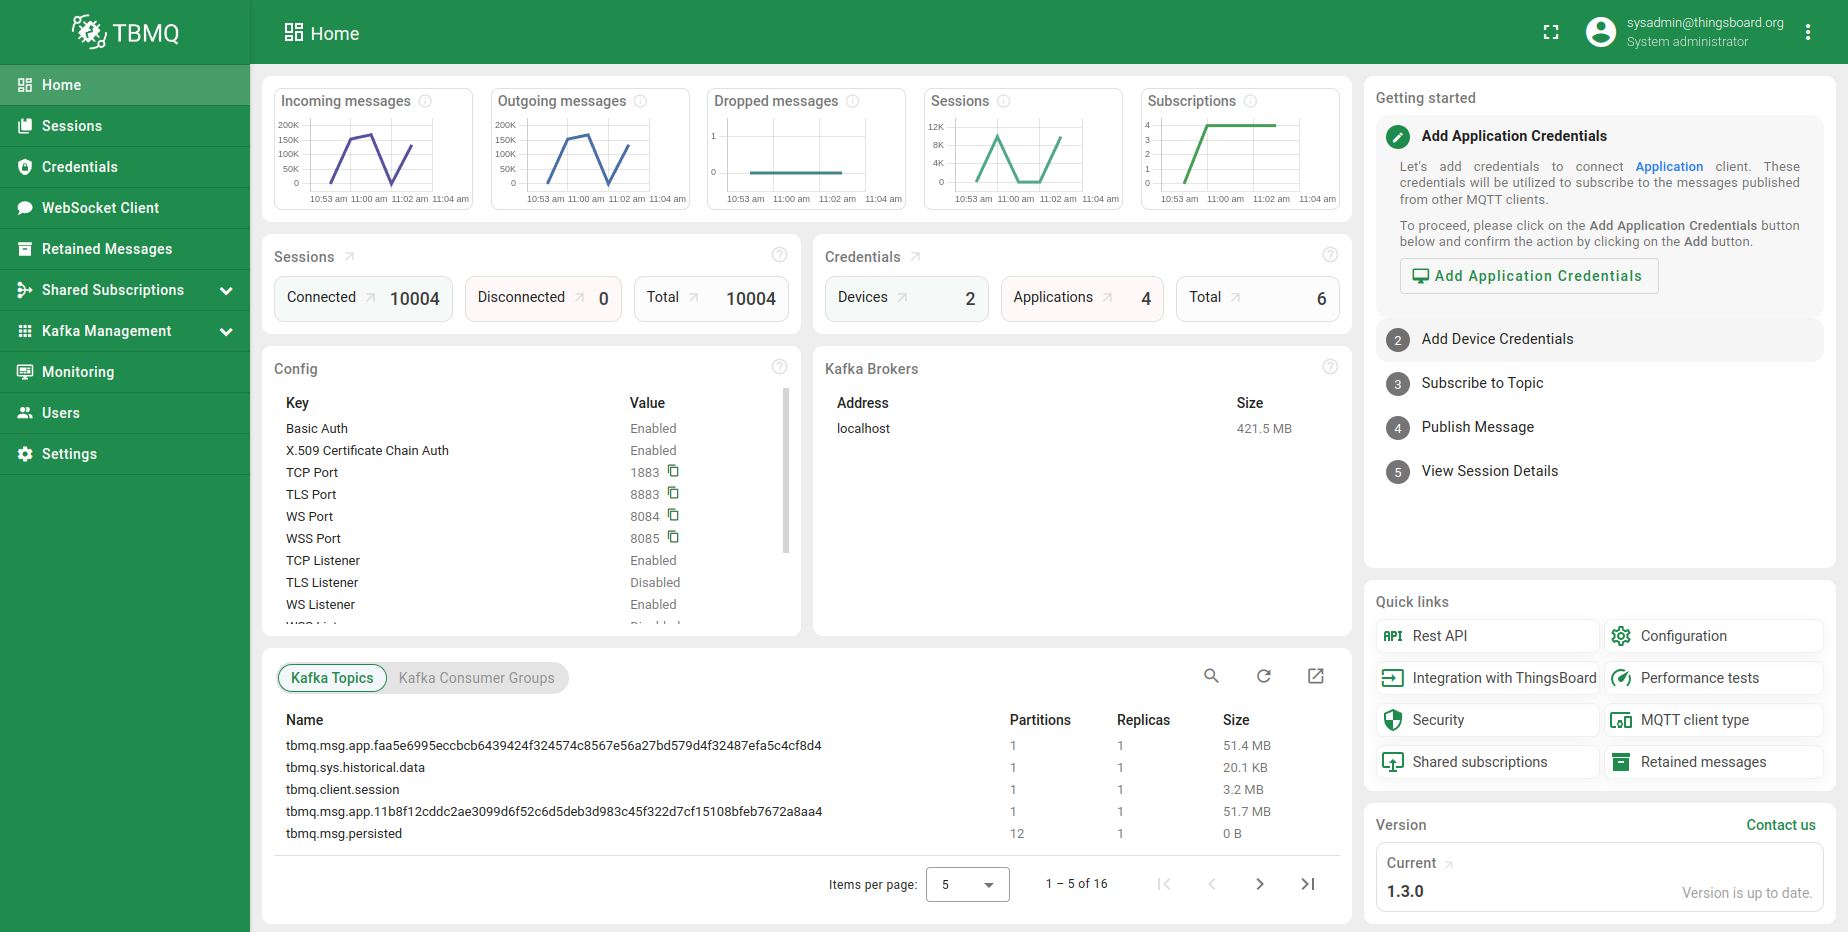 TBMQ
Home
sysadmin@thingsboard.org
System administrator
Home
Sessions
Credentials
WebSocket Client
Retained Messages
Shared Subscriptions
Kafka Management
Monitoring
Users
Settings
Incoming messages
200K
150K
100K
50K
0
10:53 am 11:00 am 11:02 am 11:04 am
Outgoing messages
200K
150K
100K
50K
0
10:53 am 11:00 am 11:02 am 11:04 am
Dropped messages
1
0
10:53 am 11:00 am 11:02 am 11:04 am
Sessions
12K
8K
4K
0
10:53 am 11:00 am 11:02 am 11:04 am
Subscriptions
4
3
2
1
0
10:53 am 11:00 am 11:02 am 11:04 am
Sessions
Connected 10004
Disconnected 0
Total 10004
Credentials
Devices 2
Applications 4
Total 6
Config
Key Value
Basic Auth Enabled
X.509 Certificate Chain Auth Enabled
TCP Port 1883
TLS Port 8883
WS Port 8084
WSS Port 8085
TCP Listener Enabled
TLS Listener Disabled
WS Listener Enabled
Kafka Brokers
Address Size
localhost 421.5 MB
Kafka Topics Kafka Consumer Groups
Name Partitions Replicas Size
tbmq.msg.app.faa5e6995eccbcb6439424f324574c8567e56a27bd579d4f32487efa5c4cf8d4 1 1 51.4 MB
tbmq.sys.historical.data 1 1 20.1 KB
tbmq.client.session 1 1 3.2 MB
tbmq.msg.app.11b8f12cddc2ae3099d6f52c6d5deb3d983c45f322d7cf15108bfeb7672a8aa4 1 1 51.7 MB
tbmq.msg.persisted 12 1 0 B
Items per page: 5 1 – 5 of 16
Getting started
Add Application Credentials
Let's add credentials to connect Application client. These
credentials will be utilized to subscribe to the messages published
from other MQTT clients.
To proceed, please click on the Add Application Credentials button
below and confirm the action by clicking on the Add button.
Add Application Credentials
2 Add Device Credentials
3 Subscribe to Topic
4 Publish Message
5 View Session Details
Quick links
API Rest API
Configuration
Integration with ThingsBoard
Performance tests
Security
MQTT client type
Shared subscriptions
Retained messages
Version Contact us
Current
1.3.0 Version is up to date.